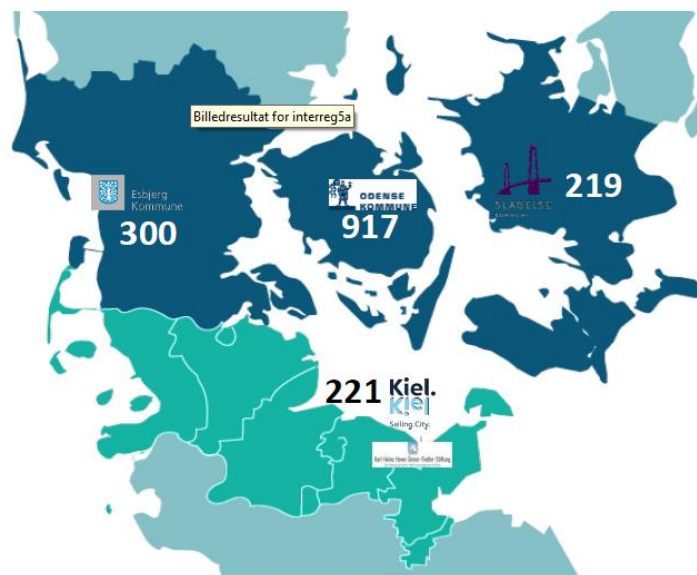 Billedresultat for interreg5a
Esbjerg
Kommune
300
ODENSE
KOMMUNE
917
SLAGELSE
219
221
Kiel.
Kiel
Sailing.City.